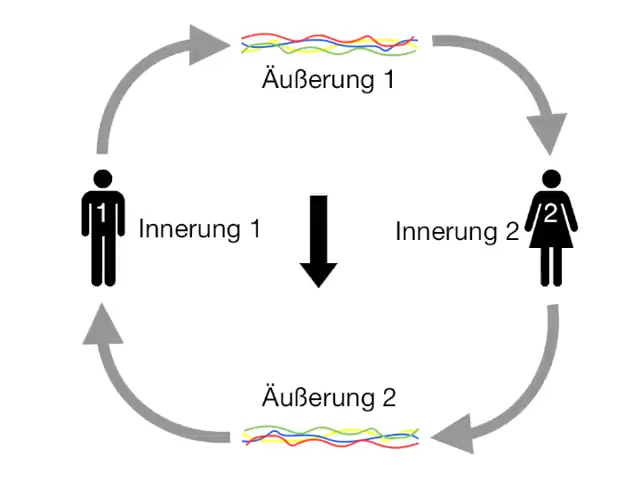 Äußerung 1
1
Innerung 1
Innerung 2
2
Äußerung 2